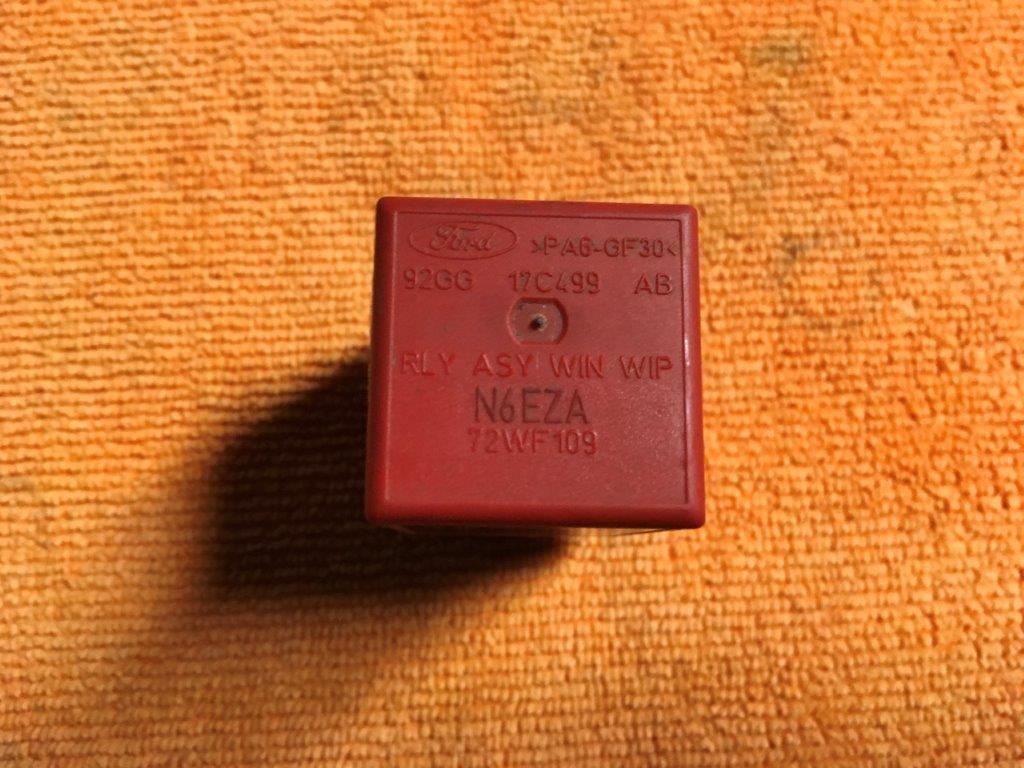 Ford >PA6-GF30<
92GG 17C499 AB
RLY ASY WIN WIP
N6EZA
72WF109